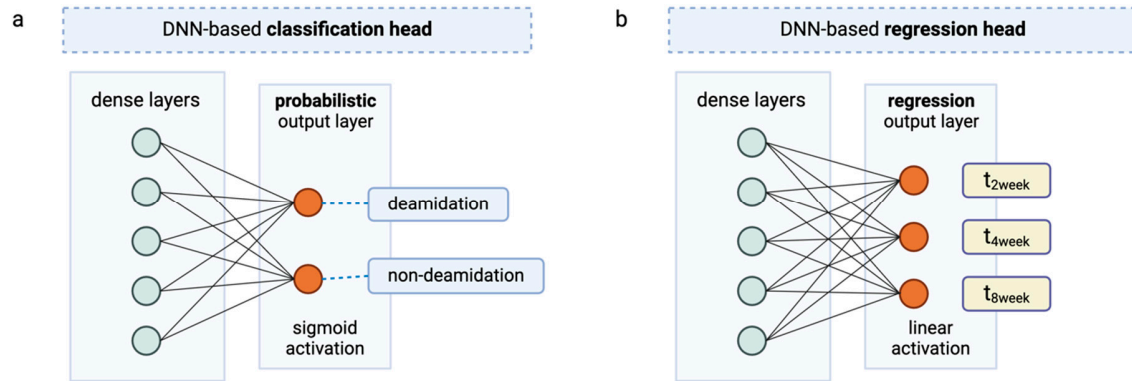 a
DNN-based classification head
dense layers
probabilistic
output layer
deamidation
non-deamidation
sigmoid
activation
b
DNN-based regression head
dense layers
regression
output layer
t2week
t4week
t8week
linear
activation